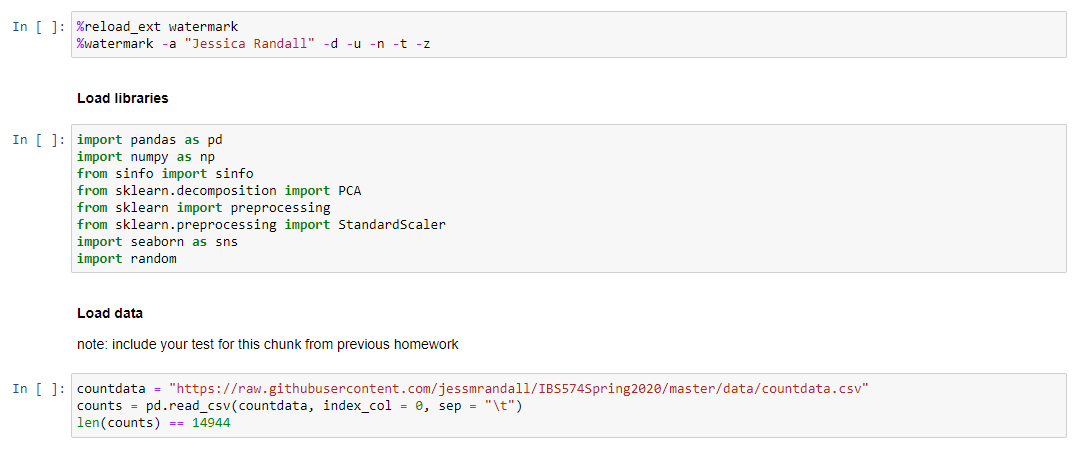 In [ ]: %reload_ext watermark
%watermark -a "Jessica Randall" -d -u -n -t -z
Load libraries
In [ ]: import pandas as pd
import numpy as np
from sinfo import sinfo
from sklearn.decomposition import PCA
from sklearn import preprocessing
from sklearn.preprocessing import StandardScaler
import seaborn as sns
import random
Load data
note: include your test for this chunk from previous homework
In [ ]: countdata = "https://raw.githubusercontent.com/jessmrandall/IBS574Spring2020/master/data/countdata.csv"
counts = pd.read_csv(countdata, index_col = 0, sep = "\t")
len(counts) == 14944